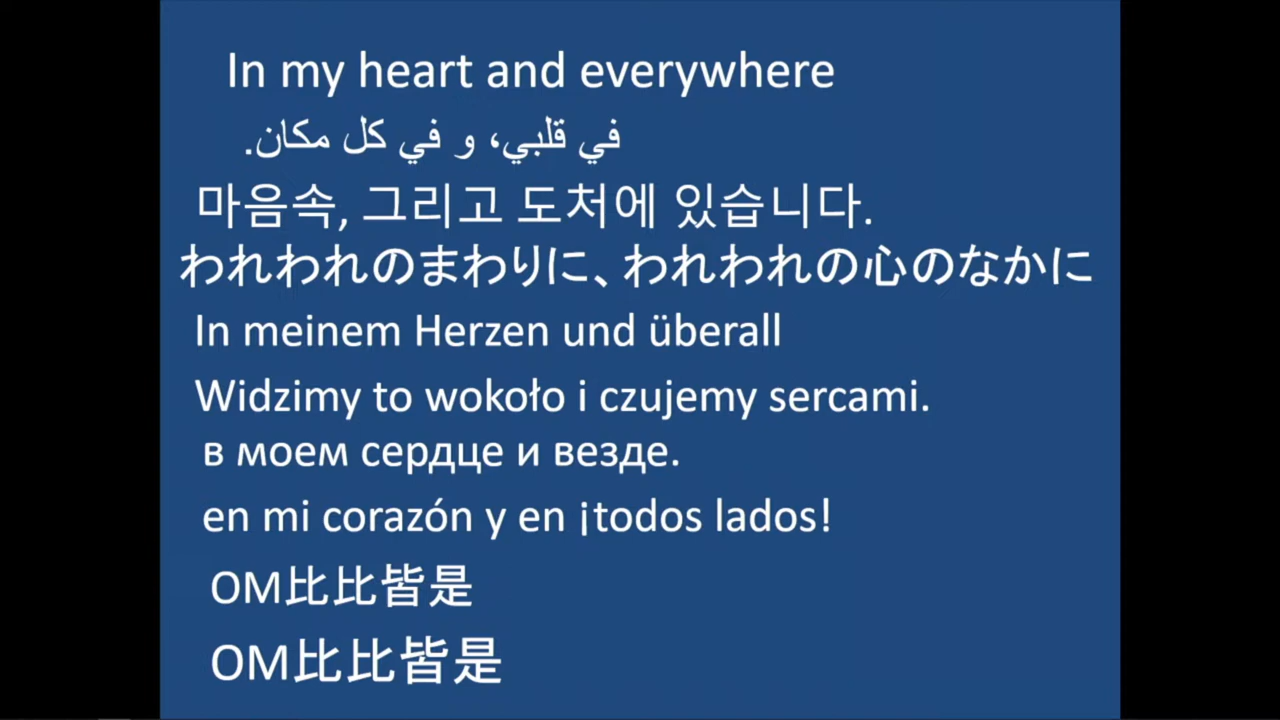 In my heart and everywhere
في قلبي، و في كل مكان.
마음속, 그리고 도처에 있습니다.
われわれのまわりに、われわれの心のなかに
In meinem Herzen und überall
Widzimy to wokoło i czujemy sercami.
в моем сердце и везде.
en mi corazón y en ¡todos lados!
OM比比皆是
OM比比皆是